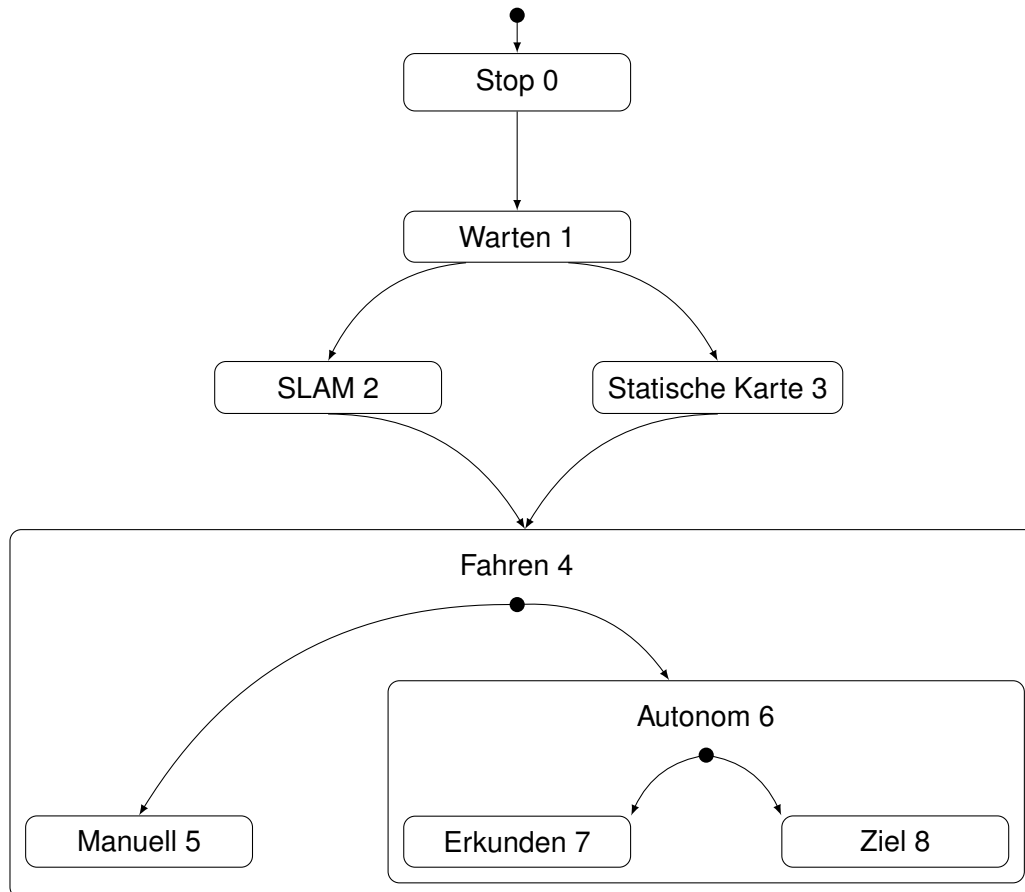 Stop 0
Warten 1
SLAM 2
Statische Karte 3
Fahren 4
Autonom 6
Manuell 5
Erkunden 7
Ziel 8